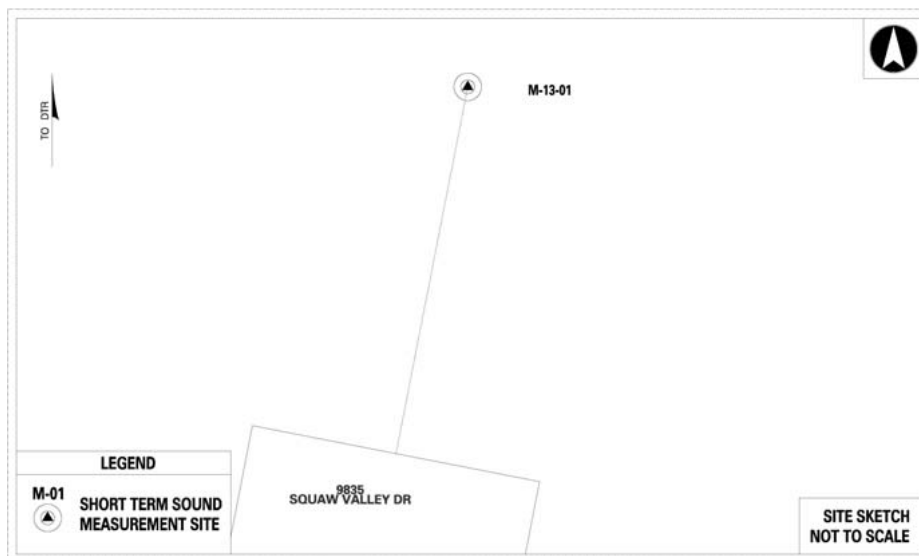 TO DTR
M-13-01
9835
SQUAW VALLEY DR
LEGEND
M-01
SHORT TERM SOUND
MEASUREMENT SITE
SITE SKETCH
NOT TO SCALE